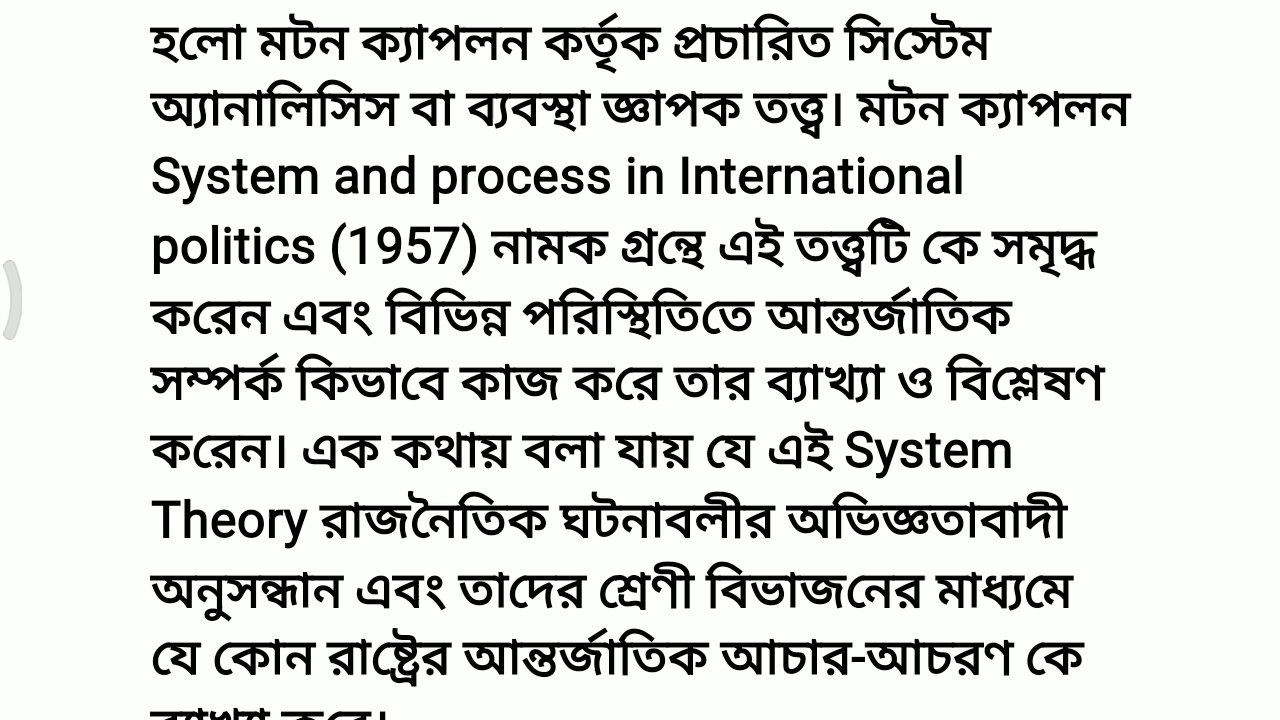 হলো মটন ক্যাপলন কর্তৃক প্রচারিত সিস্টেম
অ্যানালিসিস বা ব্যবস্থা জ্ঞাপক তত্ত্ব। মটন ক্যাপলন
System and process in International
politics (1957) নামক গ্রন্থে এই তত্ত্বটি কে সমৃদ্ধ
করেন এবং বিভিন্ন পরিস্থিতিতে আন্তর্জাতিক
সম্পর্ক কিভাবে কাজ করে তার ব্যাখ্যা ও বিশ্লেষণ
করেন। এক কথায় বলা যায় যে এই System
Theory রাজনৈতিক ঘটনাবলীর অভিজ্ঞতাবাদী
অনুসন্ধান এবং তাদের শ্রেণী বিভাজনের মাধ্যমে
যে কোন রাষ্ট্রের আন্তর্জাতিক আচার-আচরণ কে